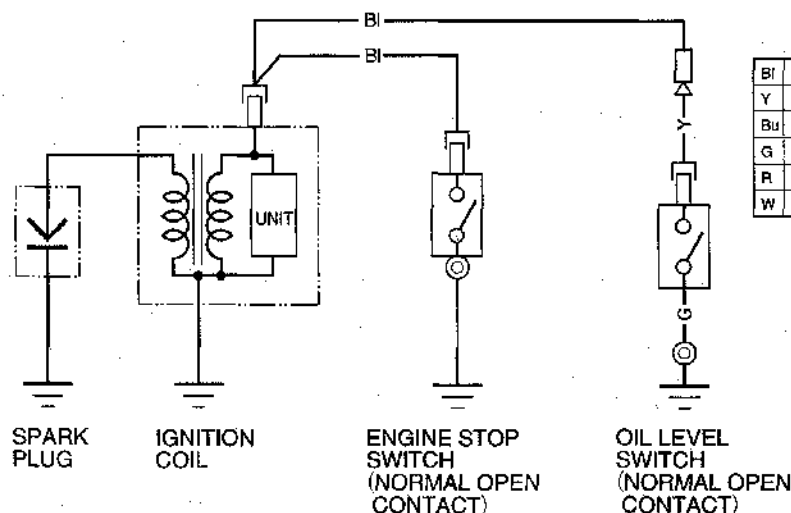 Bl
Bl
Bl
Y
Bu
G
R
W
Y
UNIT
G
SPARK
PLUG
IGNITION
COIL
ENGINE STOP
SWITCH
(NORMAL OPEN
CONTACT)
OIL LEVEL
SWITCH
(NORMAL OPEN
CONTACT)